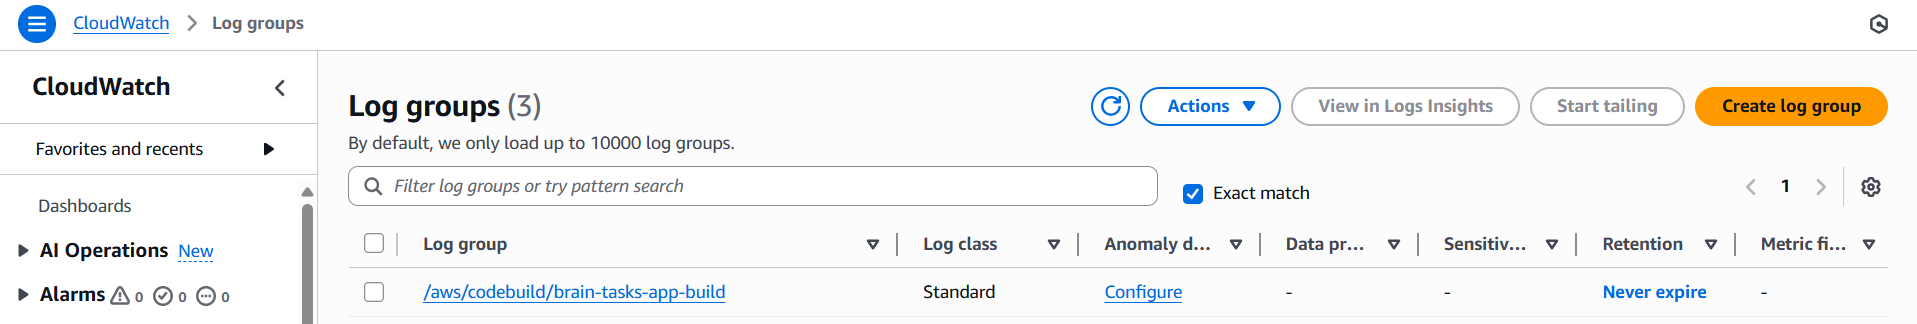 CloudWatch > Log groups
CloudWatch
Favorites and recents
Dashboards
AI Operations New
Alarms 0 0 0
Log groups (3)
Actions
View in Logs Insights
Start tailing
Create log group
By default, we only load up to 10000 log groups.
Filter log groups or try pattern search
Exact match
1
Log group Log class Anomaly d... Data pr... Sensitiv... Retention Metric fi...
/aws/codebuild/brain-tasks-app-build Standard Configure - - Never expire -